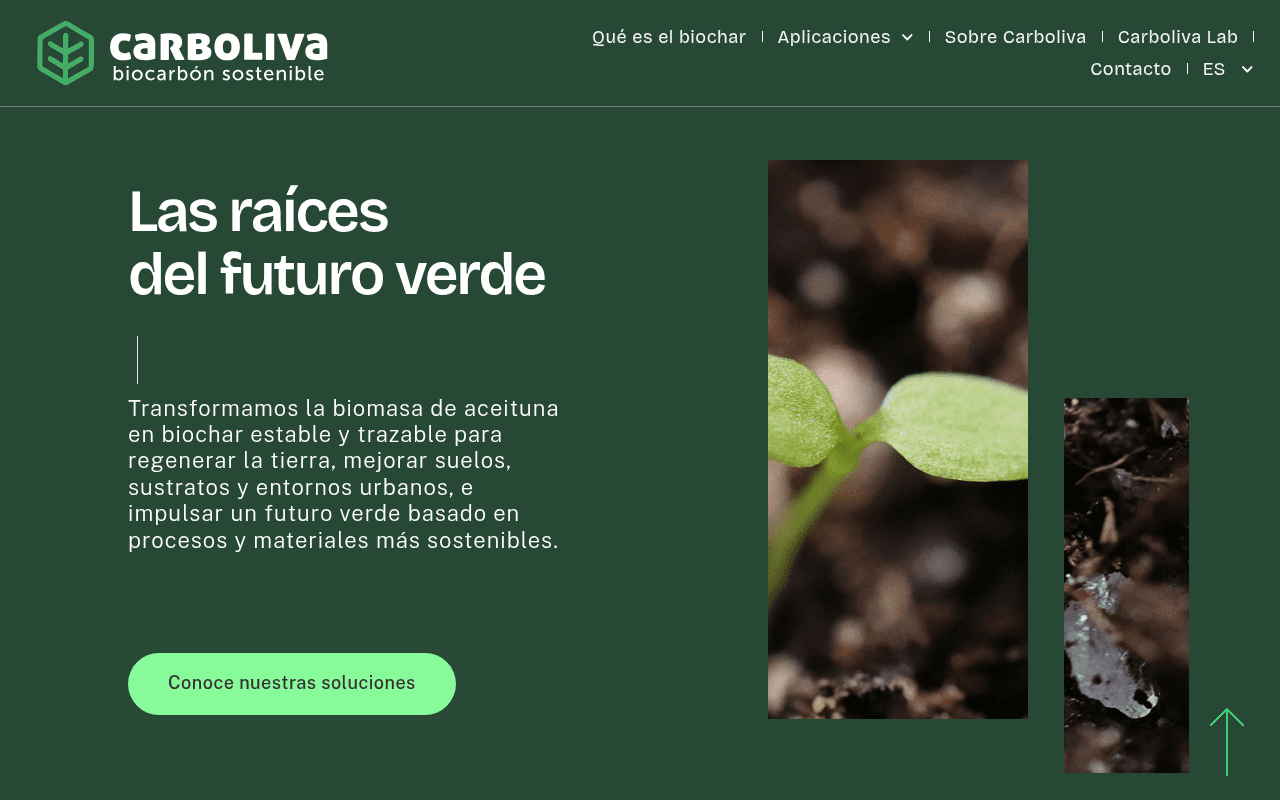 CARBOLIVA
biocarbón sostenible
Qué es el biochar
Aplicaciones
Sobre Carboliva
Carboliva Lab
Contacto
ES
Las raíces
del futuro verde
Transformamos la biomasa de aceituna
en biochar estable y trazable para
regenerar la tierra, mejorar suelos,
sustratos y entornos urbanos, e
impulsar un futuro verde basado en
procesos y materiales más sostenibles.
Conoce nuestras soluciones